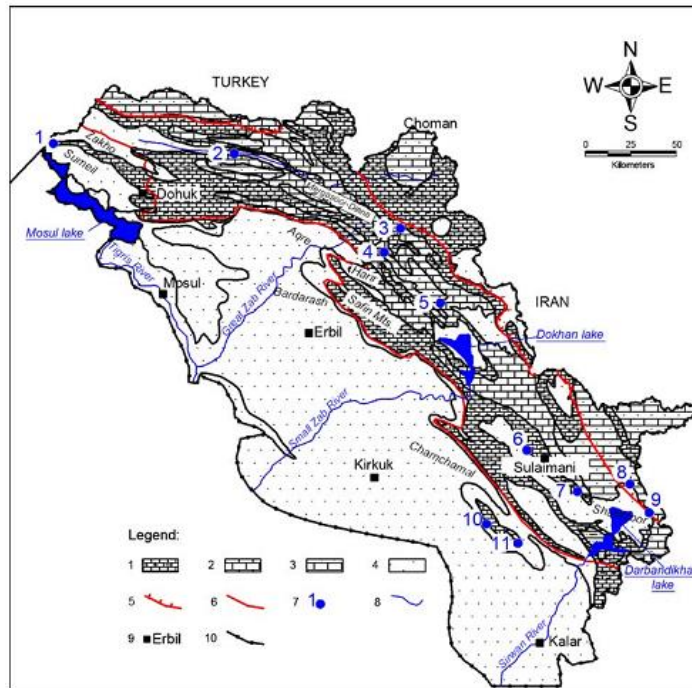 TURKEY
N
W E
S
Choman
50 25 0 50
Kilometers
1
Zakho
2
Sumeil
Dohuk
3
4
Mosul lake
Aqre
Harir
IRAN
Tigris River
Mosul
Great Zab River
Bardarash
Safin Mts.
5
Erbil
Dokhan lake
Small Zab River
6
Sulaimani
Chamchamal
Kirkuk
7
8
9
10
11
Darbandikha
lake
Sirwan River
Kalar
Legend:
1 2 3 4
5 6 7 1 8
9 Erbil 10